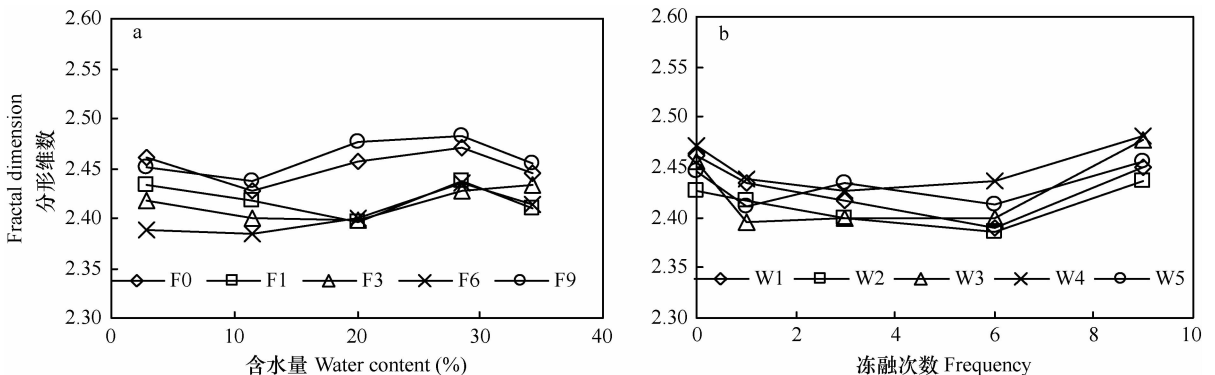 Fractal dimension
分形维数
2.60
2.55
2.50
2.45
2.40
2.35
2.30
a
F0 F1 F3 F6 F9
0 10 20 30 40
含水量 Water content (%)
2.60
2.55
2.50
2.45
2.40
2.35
2.30
b
W1 W2 W3 W4 W5
0 2 4 6 8 10
冻融次数 Frequency